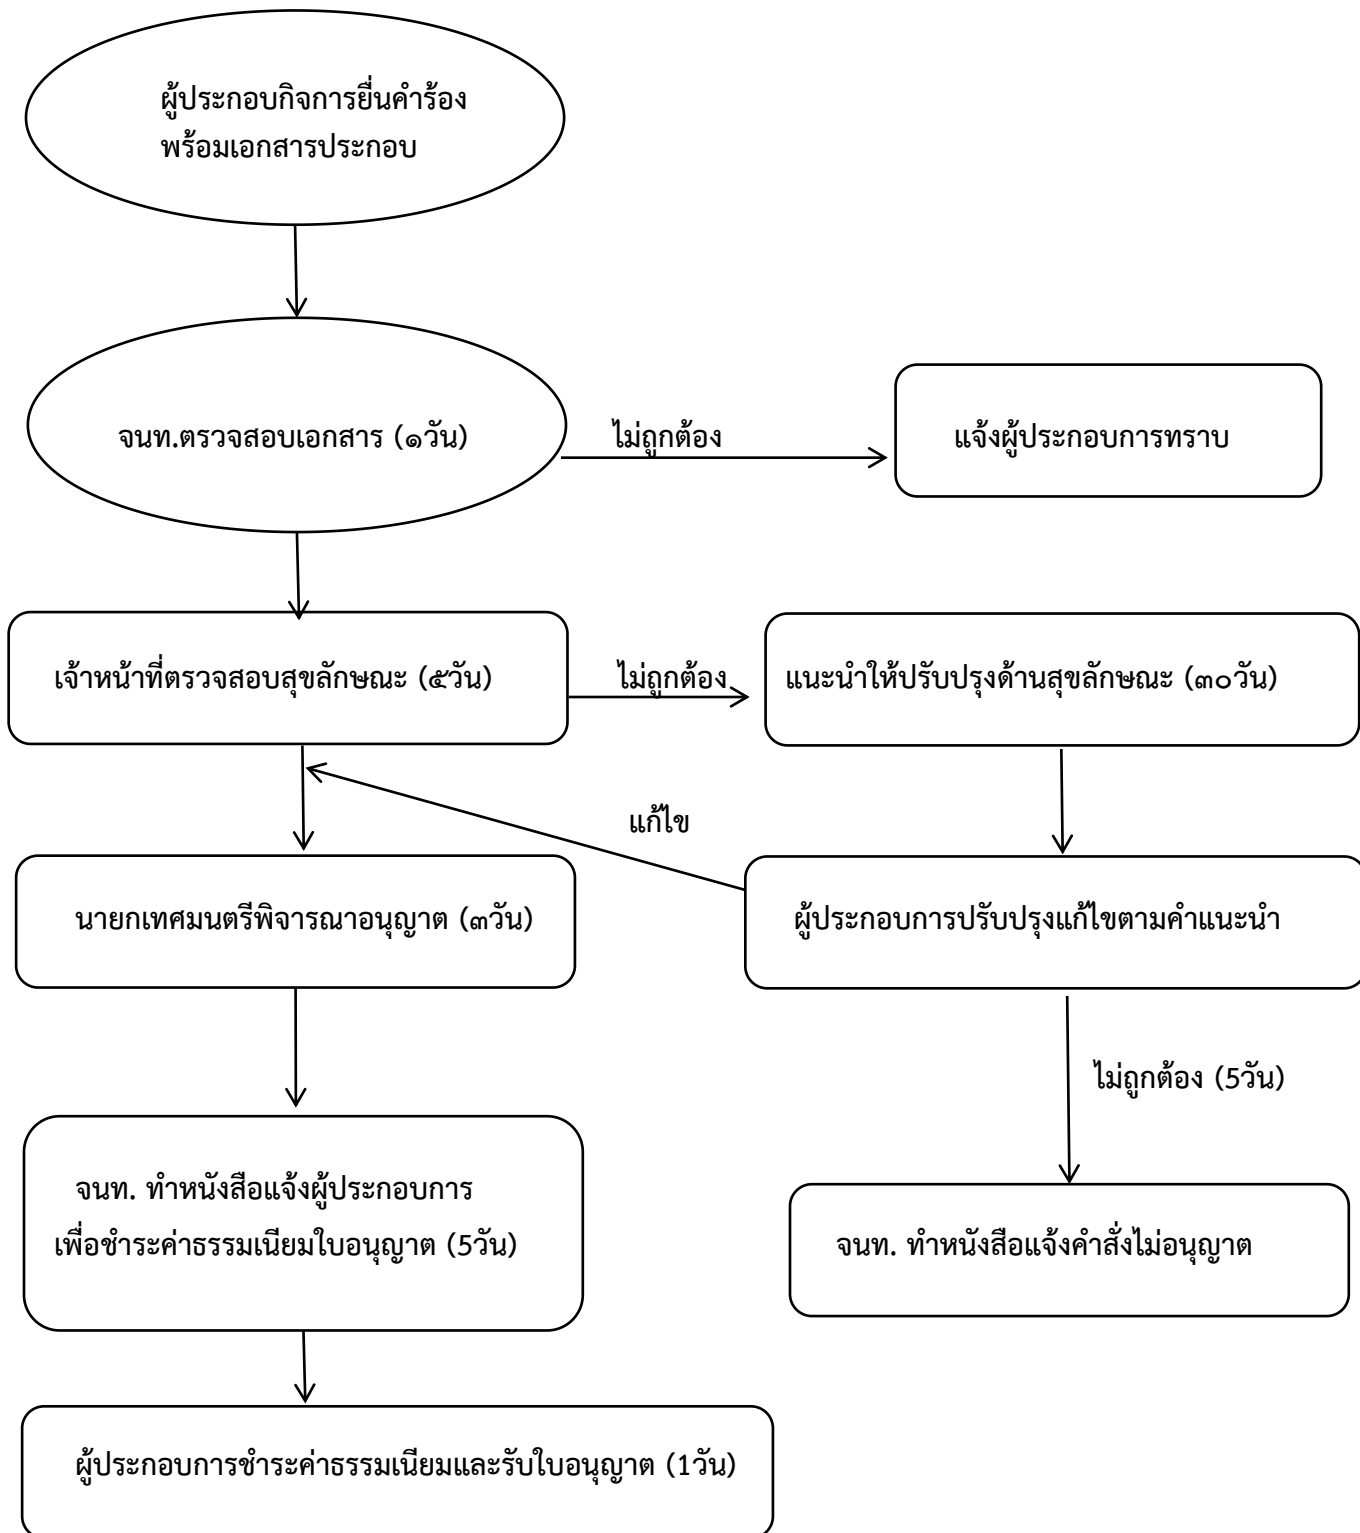 ผู้ประกอบกิจการยื่นคำร้อง
พร้อมเอกสารประกอบ
จนท.ตรวจสอบเอกสาร (๑วัน)
ไม่ถูกต้อง
แจ้งผู้ประกอบการทราบ
เจ้าหน้าที่ตรวจสอบสุขลักษณะ (๕วัน)
ไม่ถูกต้อง
แนะนำให้ปรับปรุงด้านสุขลักษณะ (๓๐วัน)
แก้ไข
นายกเทศมนตรีพิจารณาอนุญาต (๓วัน)
ผู้ประกอบการปรับปรุงแก้ไขตามคำแนะนำ
ไม่ถูกต้อง (5วัน)
จนท. ทำหนังสือแจ้งผู้ประกอบการ
เพื่อชำระค่าธรรมเนียมใบอนุญาต (5วัน)
จนท. ทำหนังสือแจ้งคำสั่งไม่อนุญาต
ผู้ประกอบการชำระค่าธรรมเนียมและรับใบอนุญาต (1วัน)